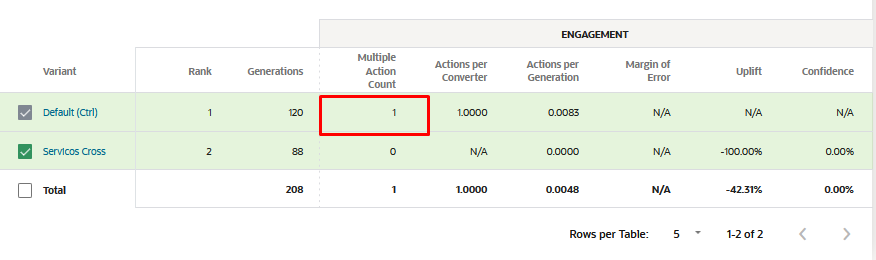 ENGAGEMENT
Variant Rank Generations Multiple Action Count Actions per Converter Actions per Generation Margin of Error Uplift Confidence
Default (Ctrl) 1 120 1 1.0000 0.0083 N/A N/A N/A
Servicos Cross 2 88 0 N/A 0.0000 N/A -100.00% 0.00%
Total 208 1 1.0000 0.0048 N/A -42.31% 0.00%
Rows per Table: 5 1-2 of 2